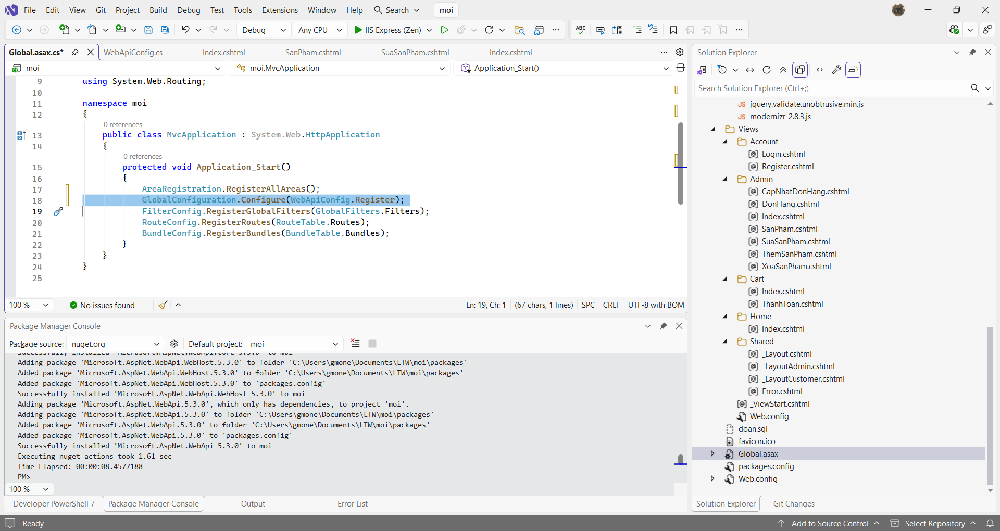 File Edit View Git Project Build Debug Test Tools Extensions Window Help Search moi
Debug Any CPU IIS Express (Zen)
Global.asax.cs* WebApiConfig.cs Index.cshtml SanPham.cshtml SuaSanPham.cshtml Index.cshtml
moi moi.MvcApplication Application_Start()
9 using System.Web.Routing;
10
11 namespace moi
12 {
0 references
13 public class MvcApplication : System.Web.HttpApplication
14 {
0 references
15 protected void Application_Start()
16 {
17 AreaRegistration.RegisterAllAreas();
18 GlobalConfiguration.Configure(WebApiConfig.Register);
19 FilterConfig.RegisterGlobalFilters(GlobalFilters.Filters);
20 RouteConfig.RegisterRoutes(RouteTable.Routes);
21 BundleConfig.RegisterBundles(BundleTable.Bundles);
22 }
23 }
24 }
25
100 % No issues found Ln: 19, Ch: 1 (67 chars, 1 lines) SPC CRLF UTF-8 with BOM
Package Manager Console
Package source: nuget.org Default project: moi
Successfully installed 'Microsoft.AspNet.WebApi.Core 5.3.0' to moi
Adding package 'Microsoft.AspNet.WebApi.WebHost.5.3.0' to folder 'C:\Users\gmone\Documents\LTW\moi\packages'
Added package 'Microsoft.AspNet.WebApi.WebHost.5.3.0' to folder 'C:\Users\gmone\Documents\LTW\moi\packages'
Added package 'Microsoft.AspNet.WebApi.WebHost.5.3.0' to 'packages.config'
Successfully installed 'Microsoft.AspNet.WebApi.WebHost 5.3.0' to moi
Adding package 'Microsoft.AspNet.WebApi.5.3.0', which only has dependencies, to project 'moi'.
Adding package 'Microsoft.AspNet.WebApi.5.3.0' to folder 'C:\Users\gmone\Documents\LTW\moi\packages'
Added package 'Microsoft.AspNet.WebApi.5.3.0' to folder 'C:\Users\gmone\Documents\LTW\moi\packages'
Added package 'Microsoft.AspNet.WebApi.5.3.0' to 'packages.config'
Successfully installed 'Microsoft.AspNet.WebApi 5.3.0' to moi
Executing nuget actions took 1.61 sec
Time Elapsed: 00:00:08.4577188
PM>
100 %
Developer PowerShell 7 Package Manager Console Output Error List
Solution Explorer
Search Solution Explorer (Ctrl+;)
JS jquery.validate.unobtrusive.min.js
JS modernizr-2.8.3.js
Views
Account
Login.cshtml
Register.cshtml
Admin
CapNhatDonHang.cshtml
DonHang.cshtml
Index.cshtml
SanPham.cshtml
SuaSanPham.cshtml
ThemSanPham.cshtml
XoaSanPham.cshtml
Cart
Index.cshtml
ThanhToan.cshtml
Home
Index.cshtml
Shared
_Layout.cshtml
_LayoutAdmin.cshtml
_LayoutCustomer.cshtml
Error.cshtml
_ViewStart.cshtml
Web.config
doan.sql
favicon.ico
Global.asax
packages.config
Web.config
Solution Explorer Git Changes
Ready Add to Source Control Select Repository